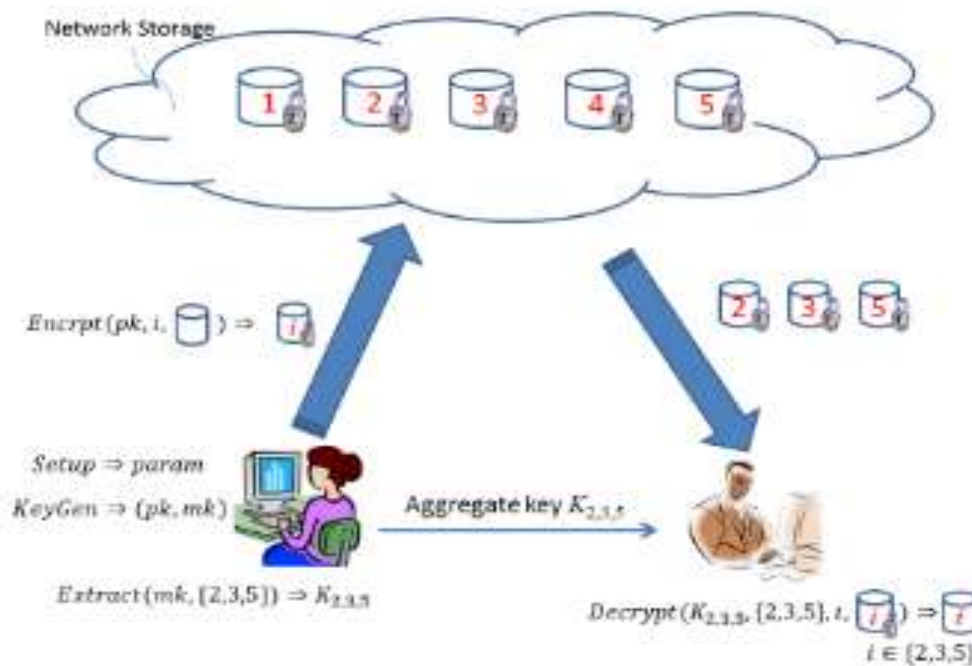 Network Storage
1 2 3 4 5
2 3 5
Encrpt(pk, i, ) ⇒ i
Setup ⇒ param
KeyGen ⇒ (pk, mk)
Aggregate key K2,3,5
Extract(mk, {2,3,5}) ⇒ K2,3,5
Decrypt(K2,3,5, {2,3,5}, i, i ) ⇒ i
i ∈ {2,3,5}